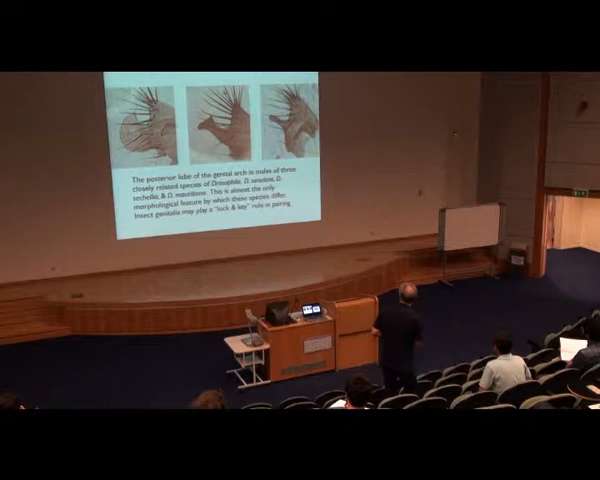 The posterior lobe of the genital arch in males of three
closely related species of Drosophila, D. simulans, D.
sechellia, & D. mauritiana. This is almost the only
morphological feature by which these species differ.
Insect genitalia may play a "lock & key" role in pairing.